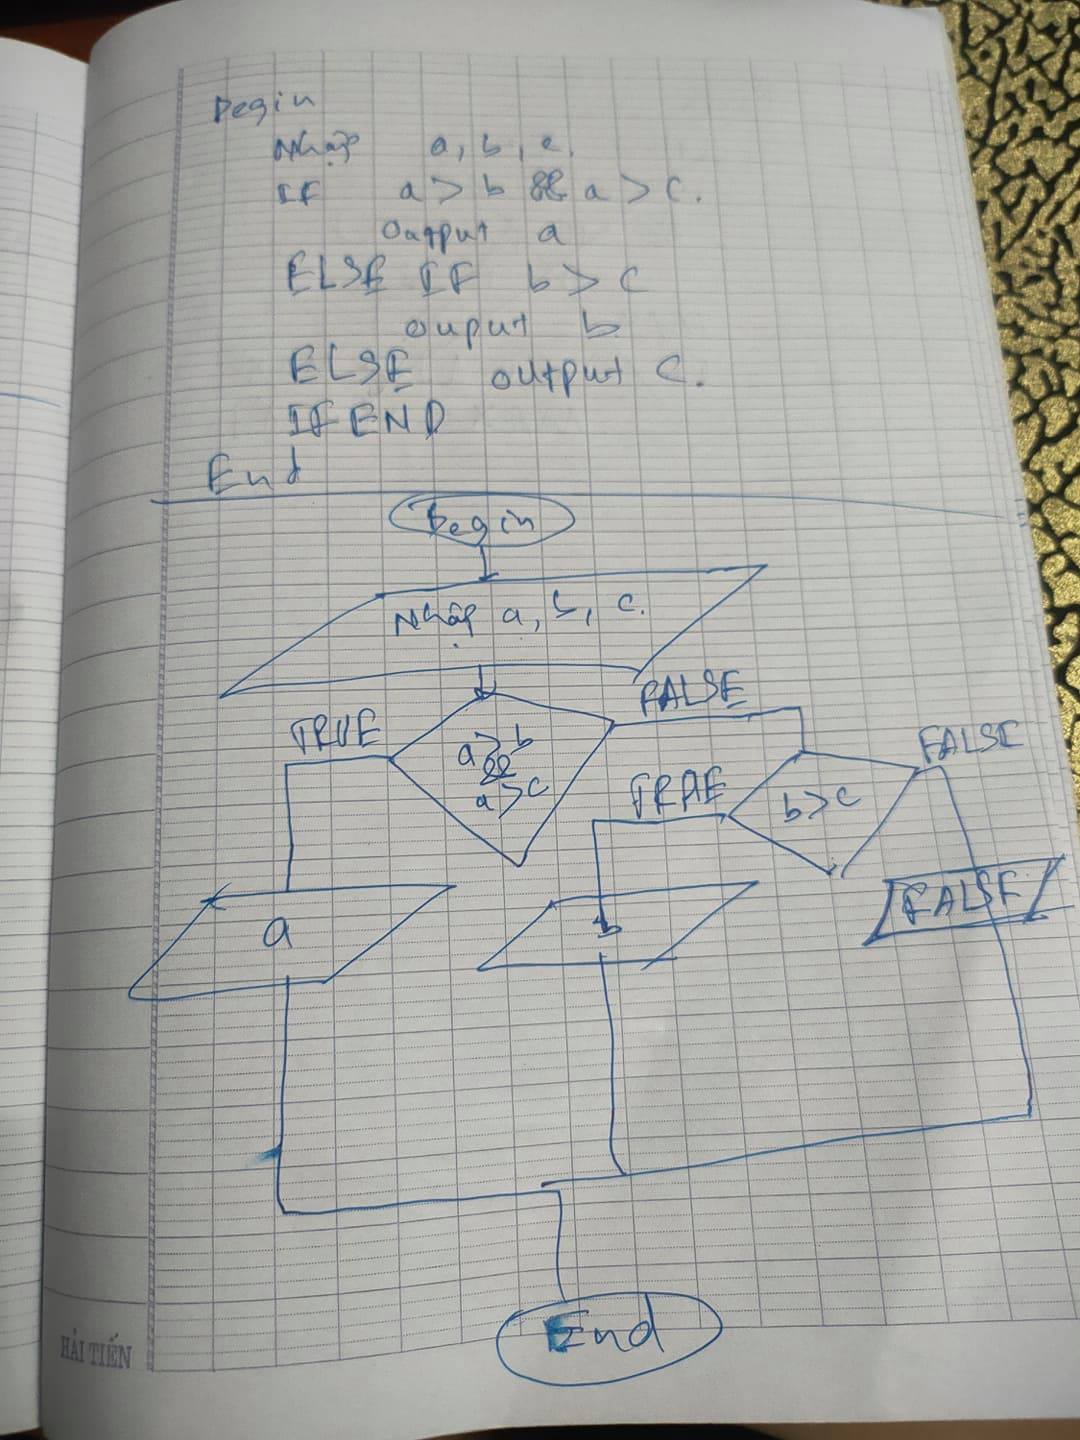 Begin
Nhập a, b, c.
IF a > b && a > c.
Output a
ELSE IF b > c
ouput b
ELSE output c.
IF END
End
Begin
Nhập a, b, c.
FALSE
TRUE
a > b
&&
a > c
FALSE
TRUE
b > c
FALSE
a
b
End
HẢI TIẾN